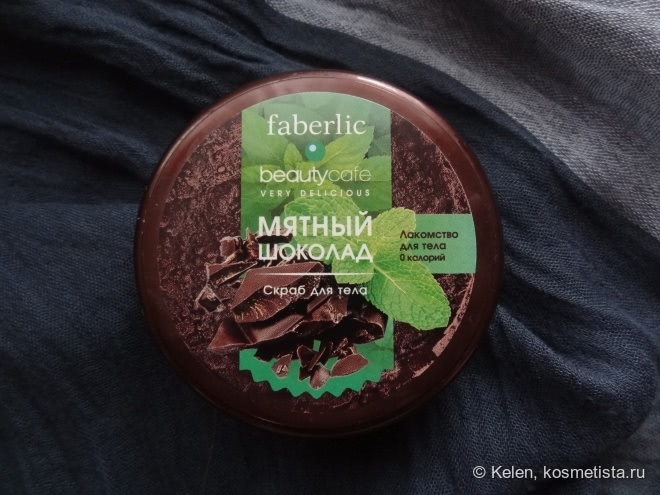 faberlic
beautycafe
VERY DELICIOUS
МЯТНЫЙ
ШОКОЛАД
Скраб для тела
Лакомство
для тела
0 калорий
© Kelen, kosmetista.ru